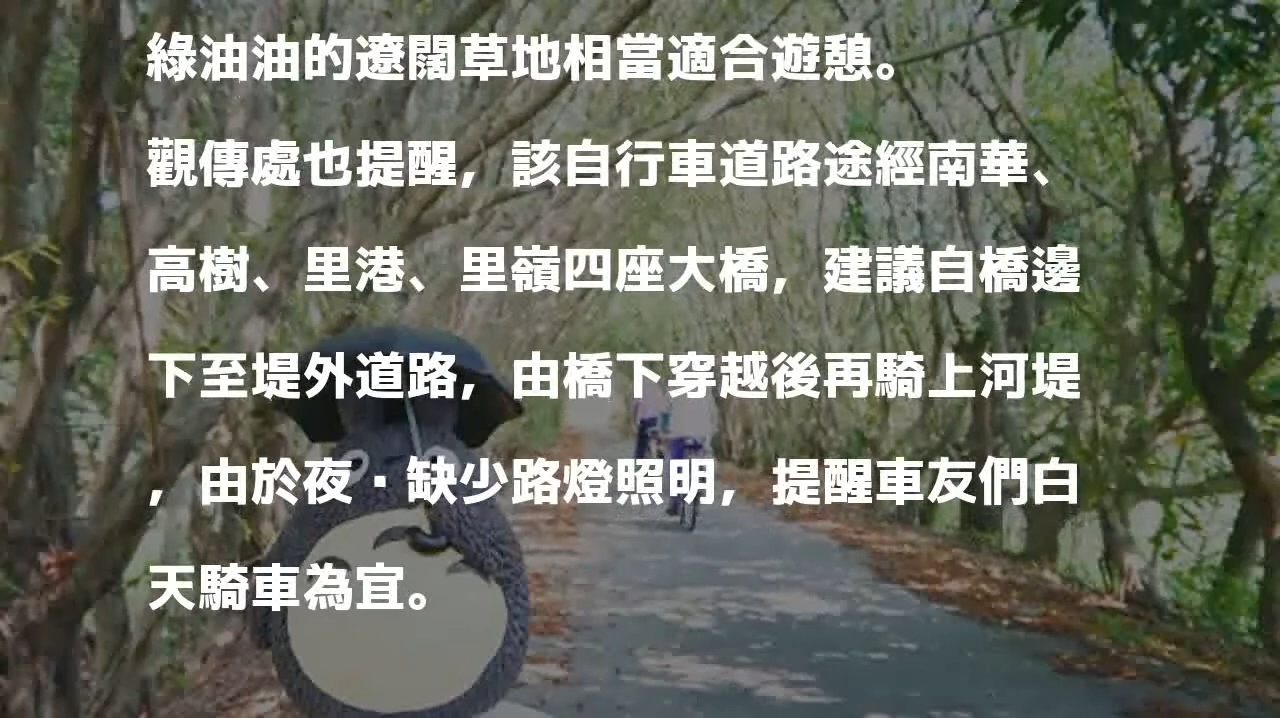 綠油油的遼闊草地相當適合遊憩。
觀傳處也提醒，該自行車道路途經南華、
高樹、里港、里嶺四座大橋，建議自橋邊
下至堤外道路，由橋下穿越後再騎上河堤
，由於夜·缺少路燈照明，提醒車友們白
天騎車為宜。